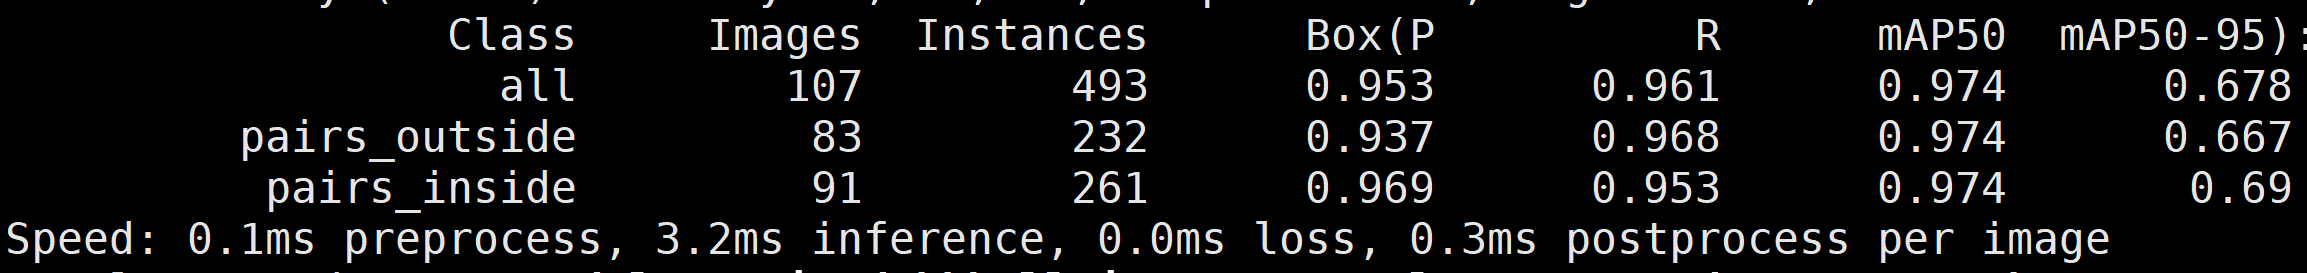 Class Images Instances Box(P R mAP50 mAP50-95):
all 107 493 0.953 0.961 0.974 0.678
pairs_outside 83 232 0.937 0.968 0.974 0.667
pairs_inside 91 261 0.969 0.953 0.974 0.69
Speed: 0.1ms preprocess, 3.2ms inference, 0.0ms loss, 0.3ms postprocess per image